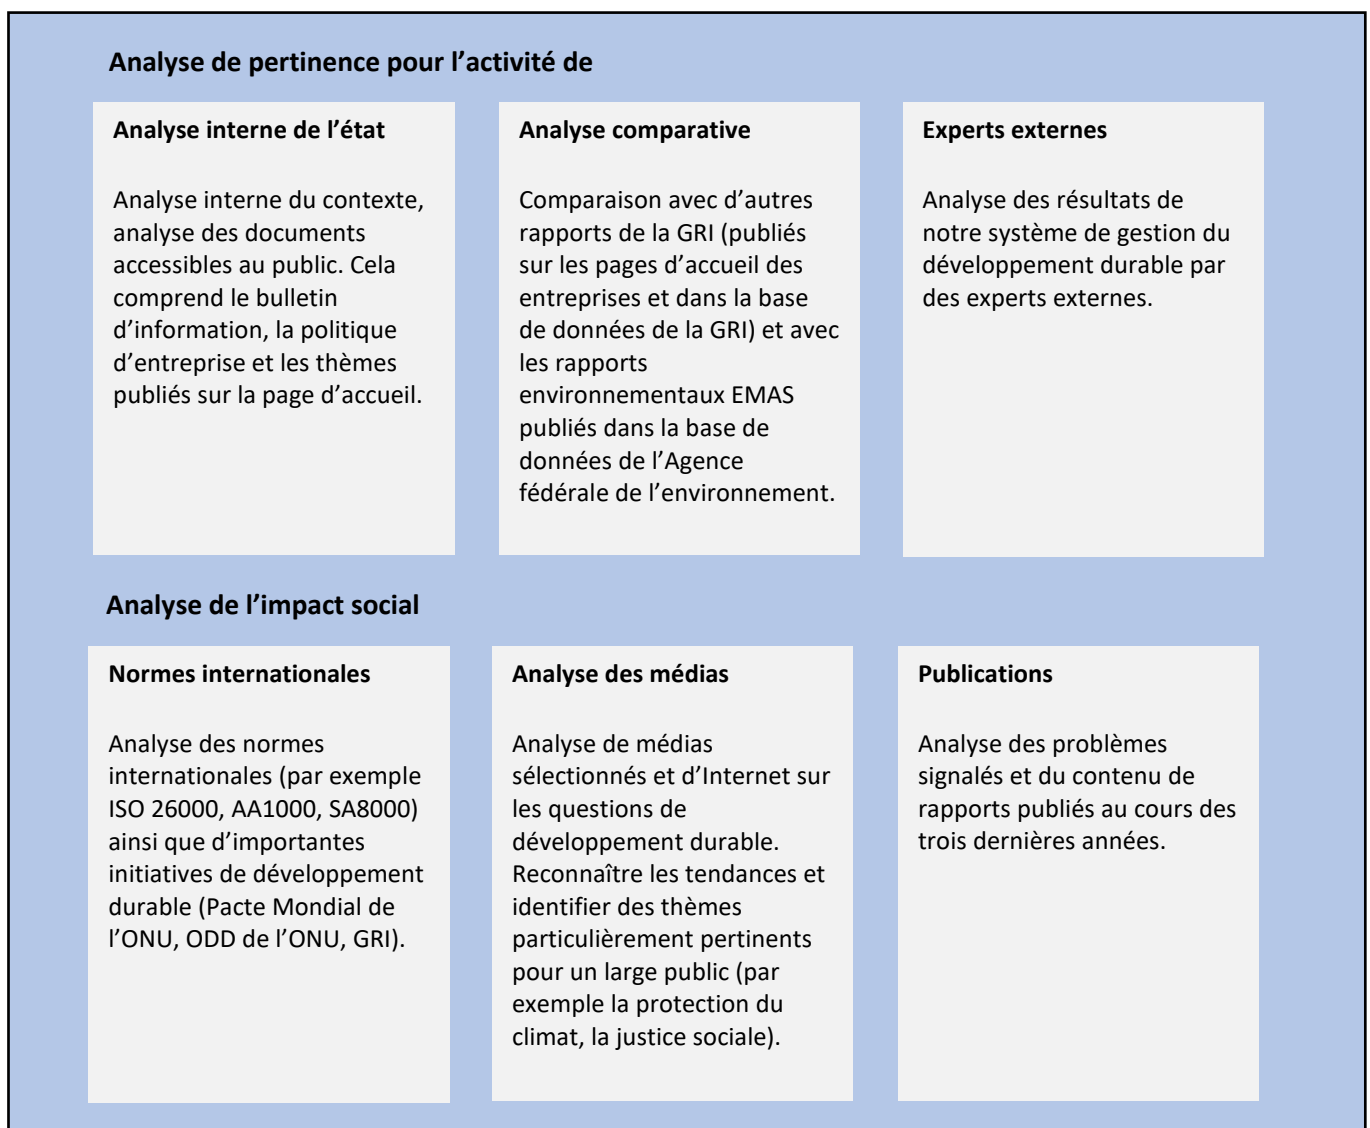 Analyse de pertinence pour l’activité de
Analyse interne de l’état
Analyse interne du contexte,
analyse des documents
accessibles au public. Cela
comprend le bulletin
d’information, la politique
d’entreprise et les thèmes
publiés sur la page d’accueil.
Analyse comparative
Comparaison avec d’autres
rapports de la GRI (publiés
sur les pages d’accueil des
entreprises et dans la base
de données de la GRI) et avec
les rapports
environnementaux EMAS
publiés dans la base de
données de l’Agence
fédérale de l’environnement.
Experts externes
Analyse des résultats de
notre système de gestion du
développement durable par
des experts externes.
Analyse de l’impact social
Normes internationales
Analyse des normes
internationales (par exemple
ISO 26000, AA1000, SA8000)
ainsi que d’importantes
initiatives de développement
durable (Pacte Mondial de
l’ONU, ODD de l’ONU, GRI).
Analyse des médias
Analyse de médias
sélectionnés et d’Internet sur
les questions de
développement durable.
Reconnaître les tendances et
identifier des thèmes
particulièrement pertinents
pour un large public (par
exemple la protection du
climat, la justice sociale).
Publications
Analyse des problèmes
signalés et du contenu de
rapports publiés au cours des
trois dernières années.